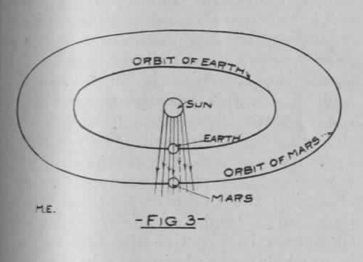 ORBIT OF EARTH
SUN
EARTH
ORBIT OF MARS
MARS
M.E.
-FIG 3-